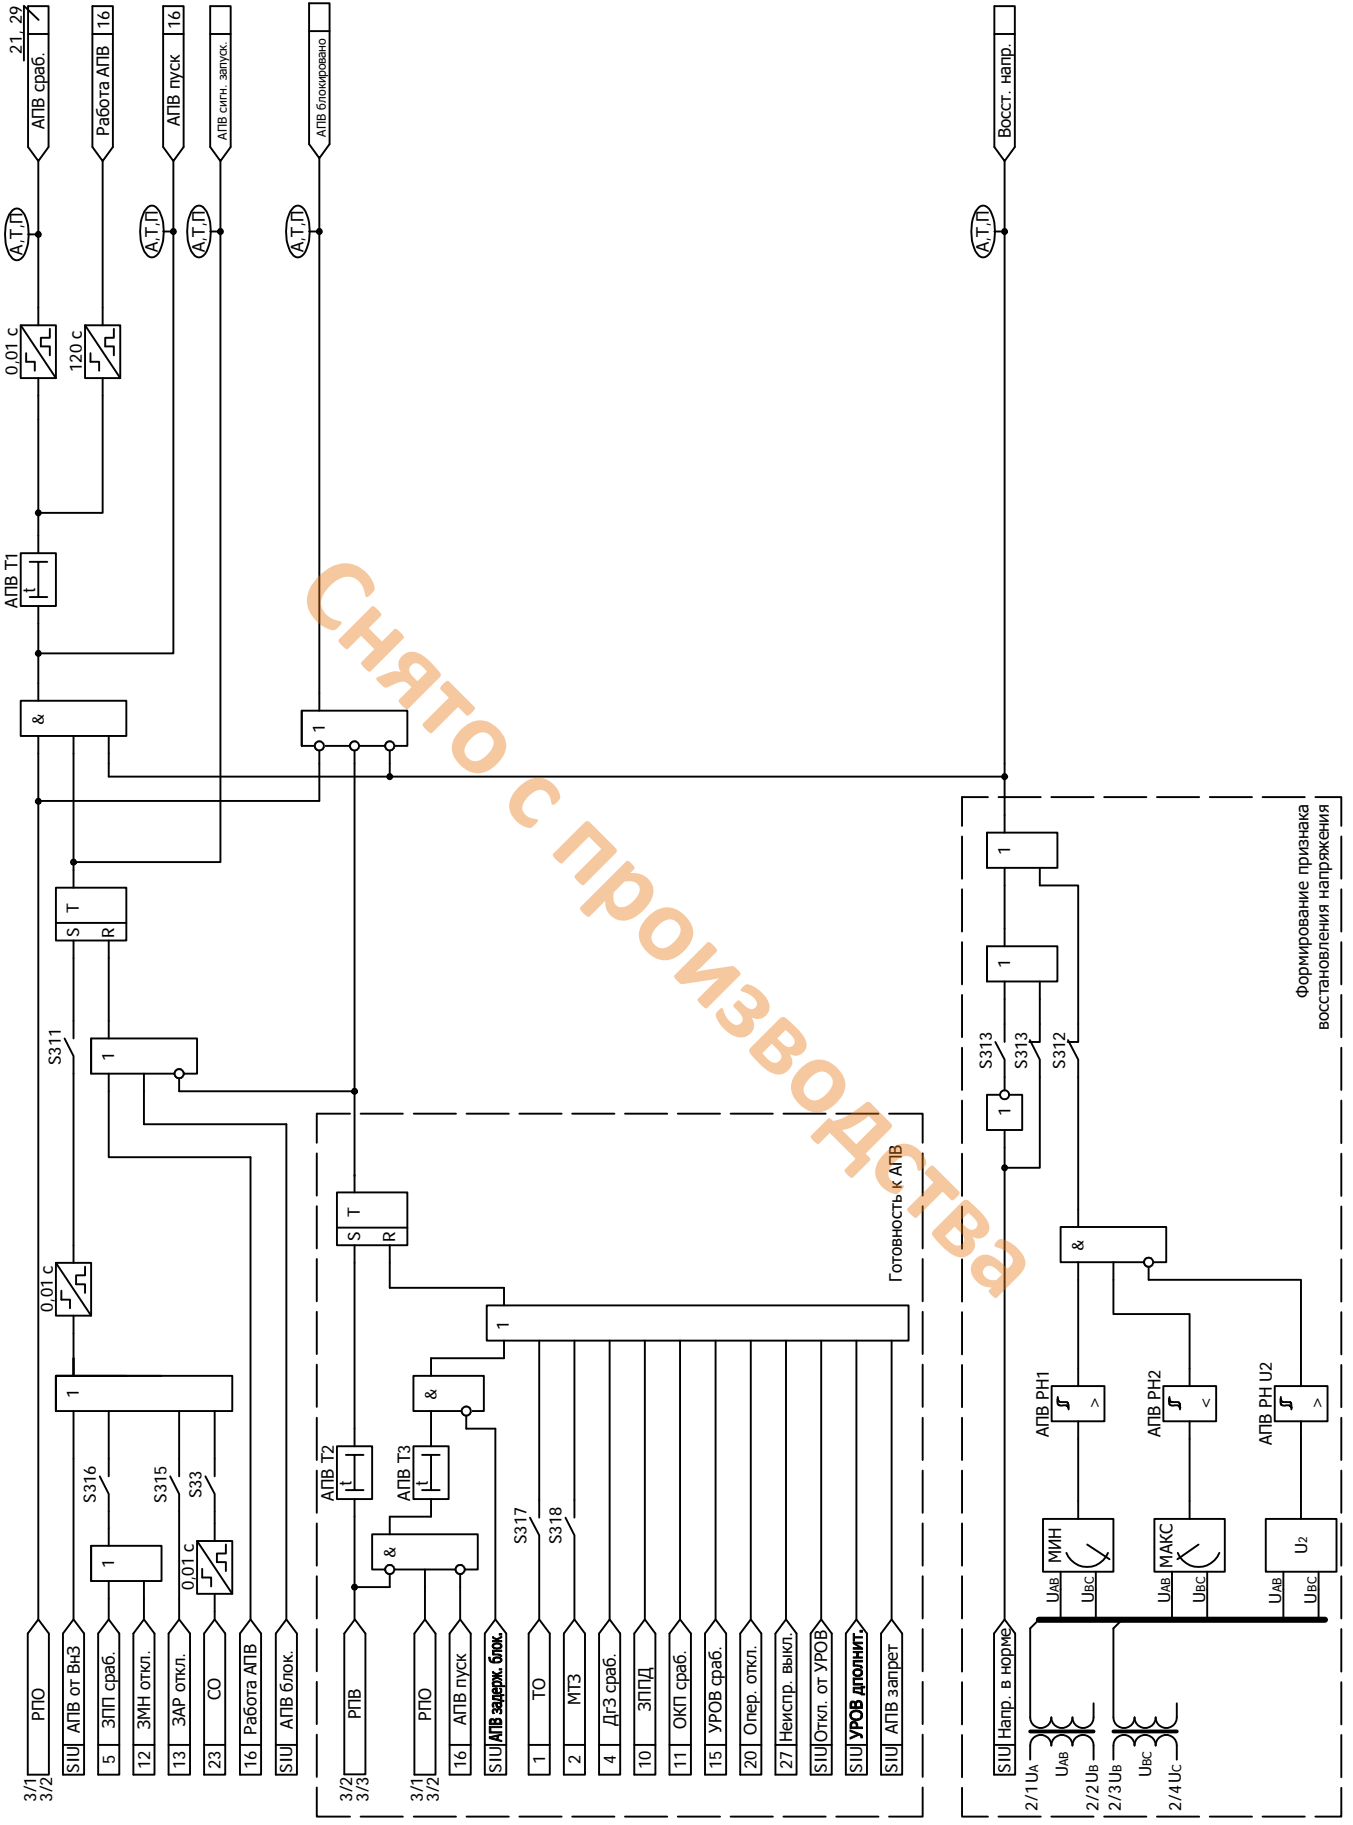 РПО
3/1
3/2
SIU АПВ от ВнЗ
5 ЗПП сраб.
12 ЗМН откл.
13 ЗАР откл.
23 СО
16 Работа АПВ
SIU АПВ блок.
1
S316
S315
0,01 с
S33
1
0,01 с
S311
1
S T
R
&
АПВ T1
t
0,01 с
120 с
А,Т,П
А,Т,П
А,Т,П
А,Т,П
АПВ сраб.
21, 29
Работа АПВ 16
АПВ пуск 16
АПВ сигн. запуск.
АПВ блокировано
1
РПВ
3/2
3/3
РПО
3/1
3/2
16 АПВ пуск
SIU АПВ задерж. блок.
1 ТО
2 МТЗ
4 ДгЗ сраб.
10 ЗППД
11 ОКП сраб.
15 УРОВ сраб.
20 Опер. откл.
27 Неиспр. выкл.
SIU Откл. от УРОВ
SIU УРОВ дполнит.
SIU АПВ запрет
&
АПВ T2
t
АПВ T3
t
&
S317
S318
1
S T
R
Готовность к АПВ
SIU Напр. в норме
2/1 UA
UAB
2/2 UB
2/3 UB
UBC
2/4 UC
UAB
UBC
МИН
UAB
UBC
МАКС
UAB
UBC
U2
АПВ РН1
>
АПВ РН2
<
АПВ РН U2
>
&
1
S313
S313
S312
1
1
Формирование признака
восстановления напряжения
А,Т,П
Восст. напр.
Снято с производства